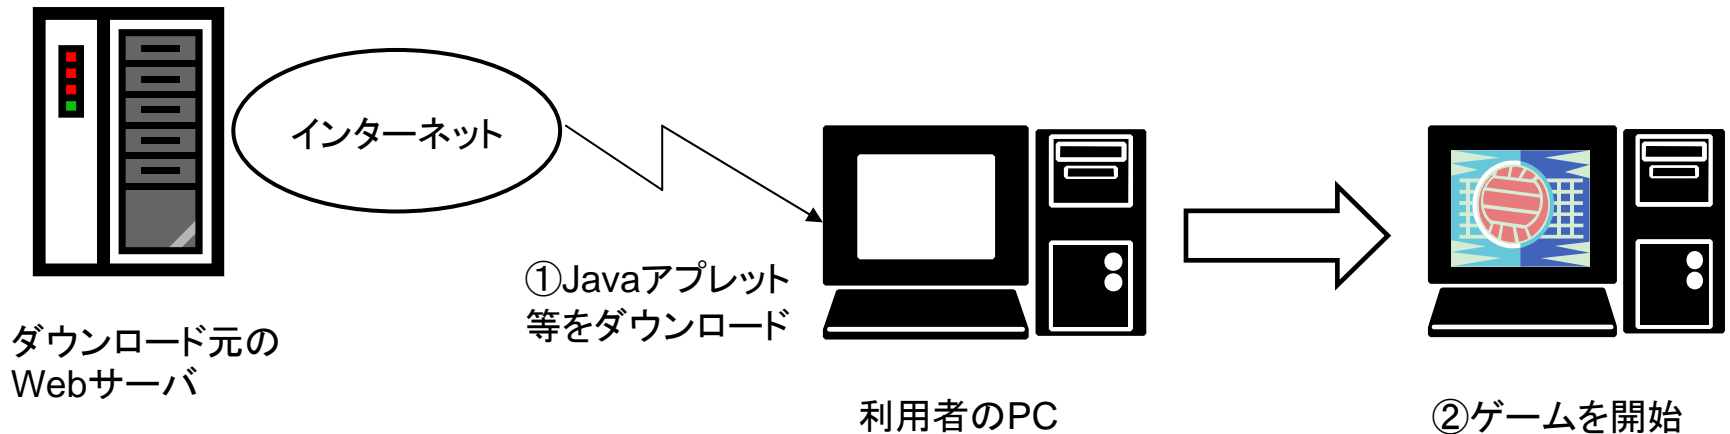 インターネット
①Javaアプレット
等をダウンロード
ダウンロード元の
Webサーバ
利用者のPC
②ゲームを開始